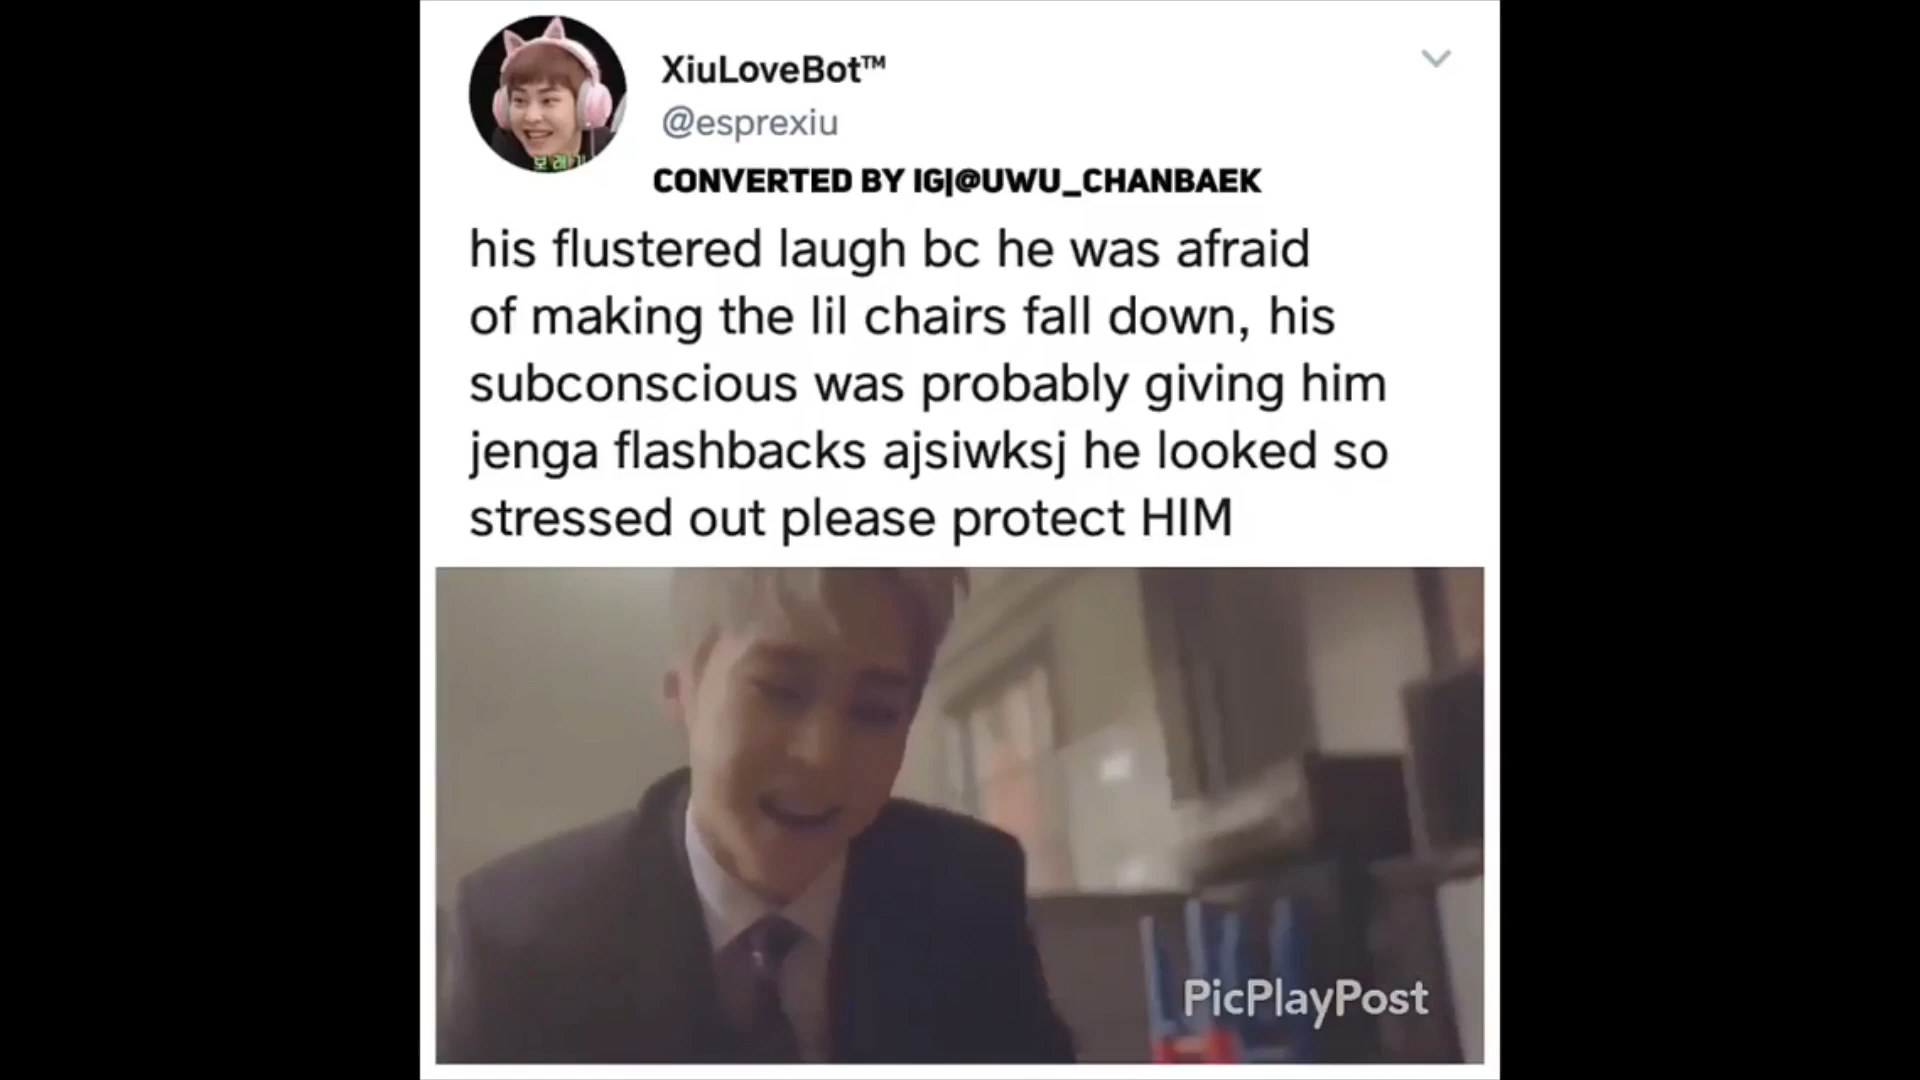 XiuLoveBot™
@esprexiu
CONVERTED BY IG|@UWU_CHANBAEK
his flustered laugh bc he was afraid
of making the lil chairs fall down, his
subconscious was probably giving him
jenga flashbacks ajsiwksj he looked so
stressed out please protect HIM
PicPlayPost